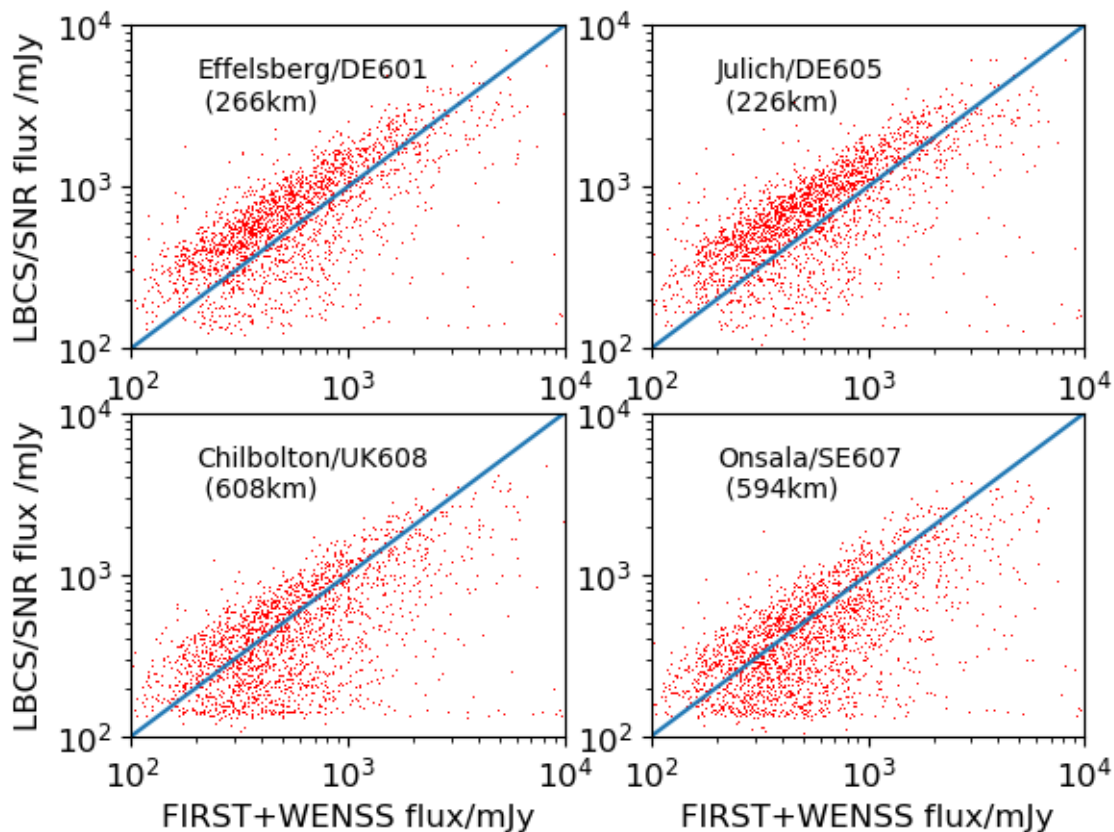 10^4
10^3
10^2
LBCS/SNR flux /mJy
Effelsberg/DE601
(266km)
10^2
10^3
10^4
Julich/DE605
(226km)
10^4
10^3
10^2
10^2
10^3
10^4
10^4
10^3
10^2
LBCS/SNR flux /mJy
Chilbolton/UK608
(608km)
10^2
10^3
10^4
FIRST+WENSS flux/mJy
Onsala/SE607
(594km)
10^4
10^3
10^2
10^2
10^3
10^4
FIRST+WENSS flux/mJy